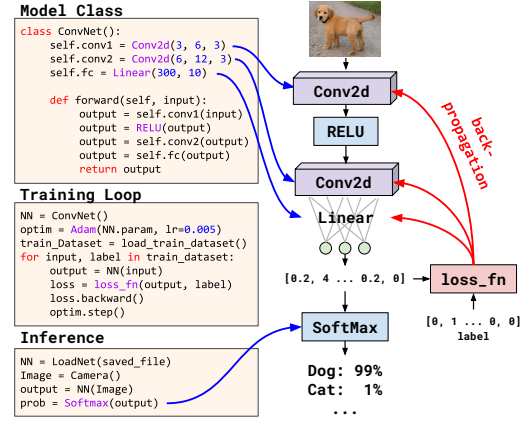 Model Class
class ConvNet():
self.conv1 = Conv2d(3, 6, 3)
self.conv2 = Conv2d(6, 12, 3)
self.fc = Linear(300, 10)
def forward(self, input):
output = self.conv1(input)
output = RELU(output)
output = self.conv2(output)
output = self.fc(output)
return output
Training Loop
NN = ConvNet()
optim = Adam(NN.param, lr=0.005)
train_Dataset = load_train_dataset()
for input, label in train_dataset:
output = NN(input)
loss = loss_fn(output, label)
loss.backward()
optim.step()
Inference
NN = LoadNet(saved_file)
Image = Camera()
output = NN(Image)
prob = Softmax(output)
Conv2d
RELU
Conv2d
Linear
[0.2, 4 ... 0.2, 0]
SoftMax
Dog: 99%
Cat: 1%
...
back-
propagation
loss_fn
[0, 1 ... 0, 0]
label